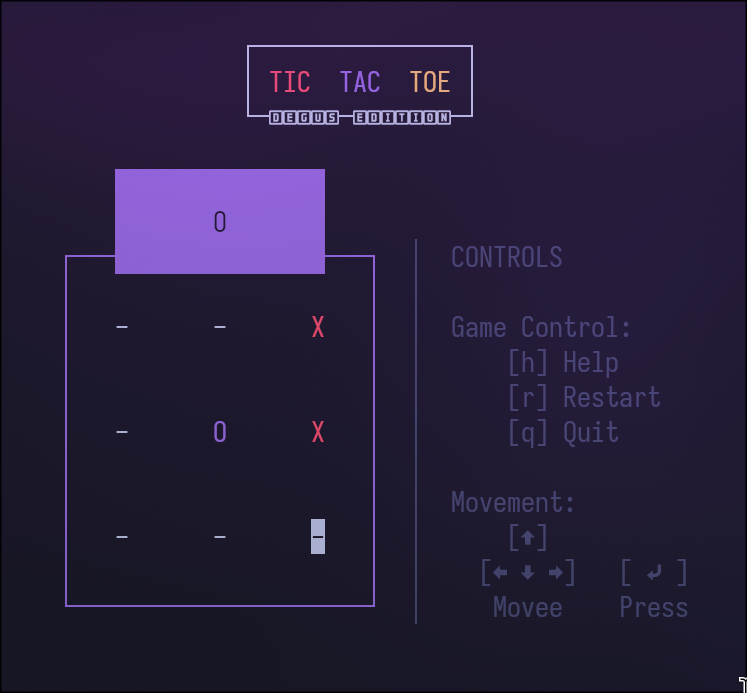 TIC TAC TOE
DEGUS EDITION
O
- - X
- O X
- - -
CONTROLS
Game Control:
[h] Help
[r] Restart
[q] Quit
Movement:
[↑]
[← ↓ →] [ ↵ ]
Movee Press